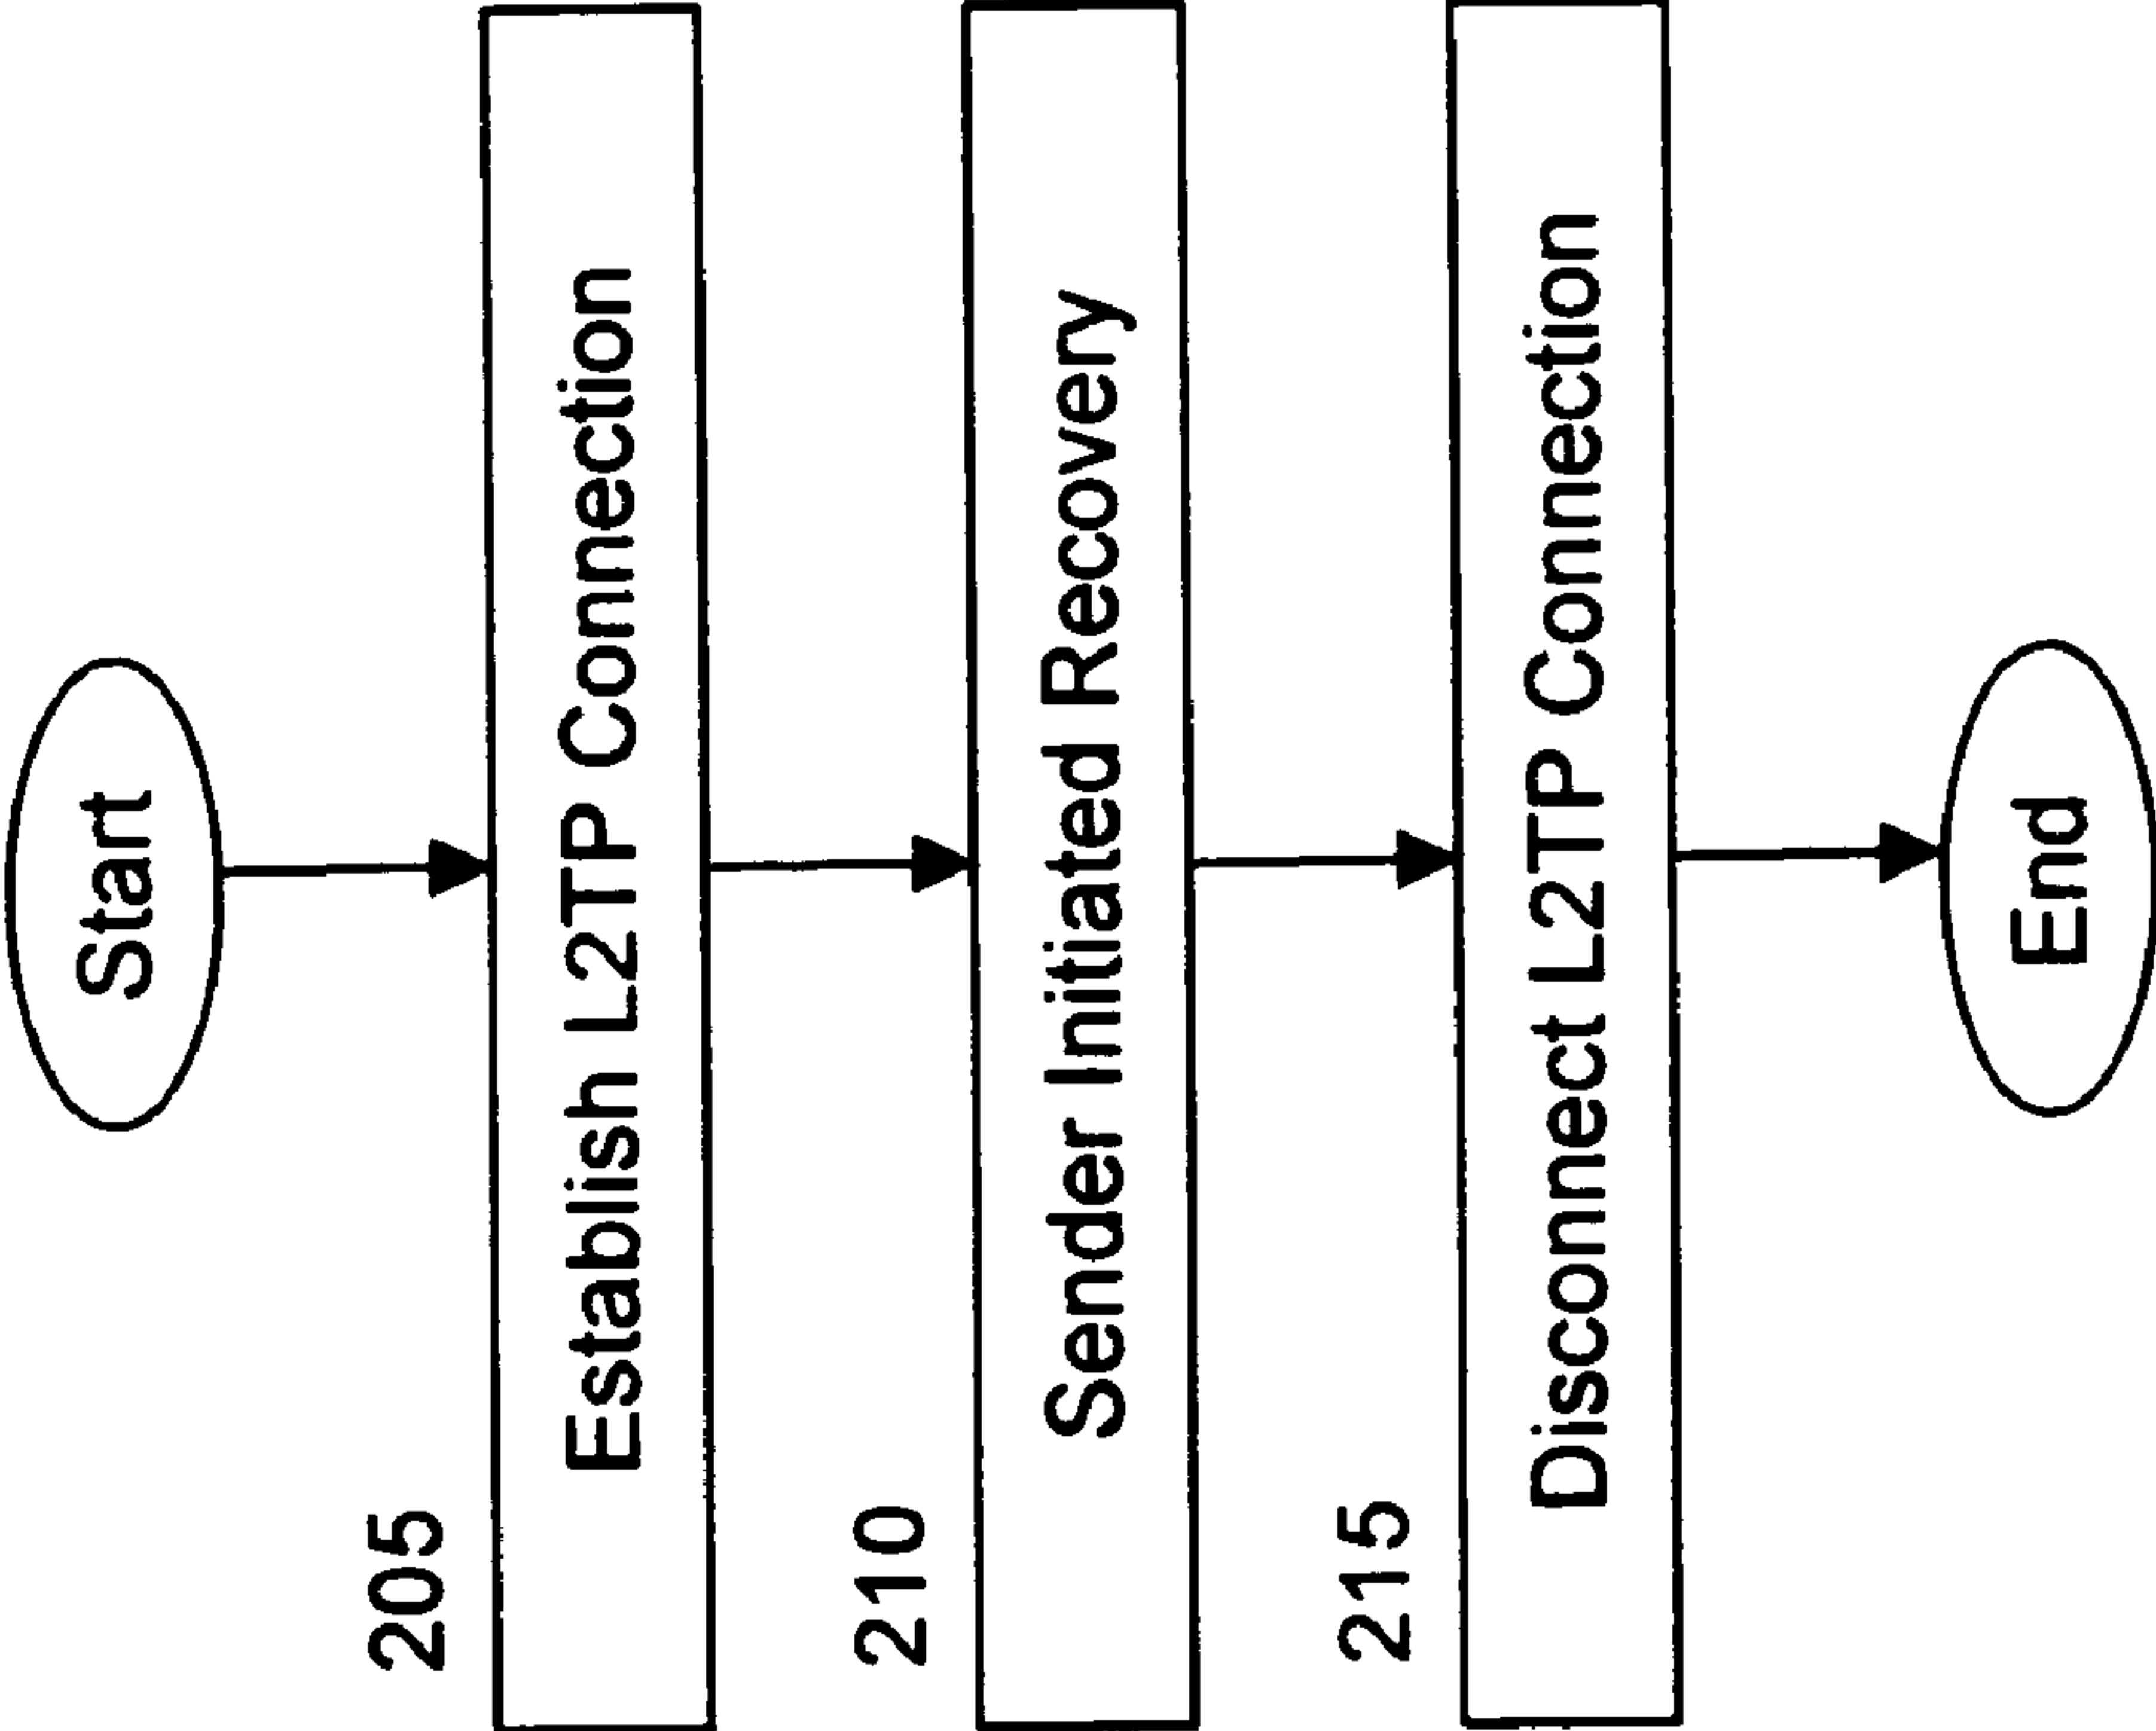 Start
205
Establish L2TP Connection
210
Sender Initiated Recovery
215
Disconnect L2TP Connection
End